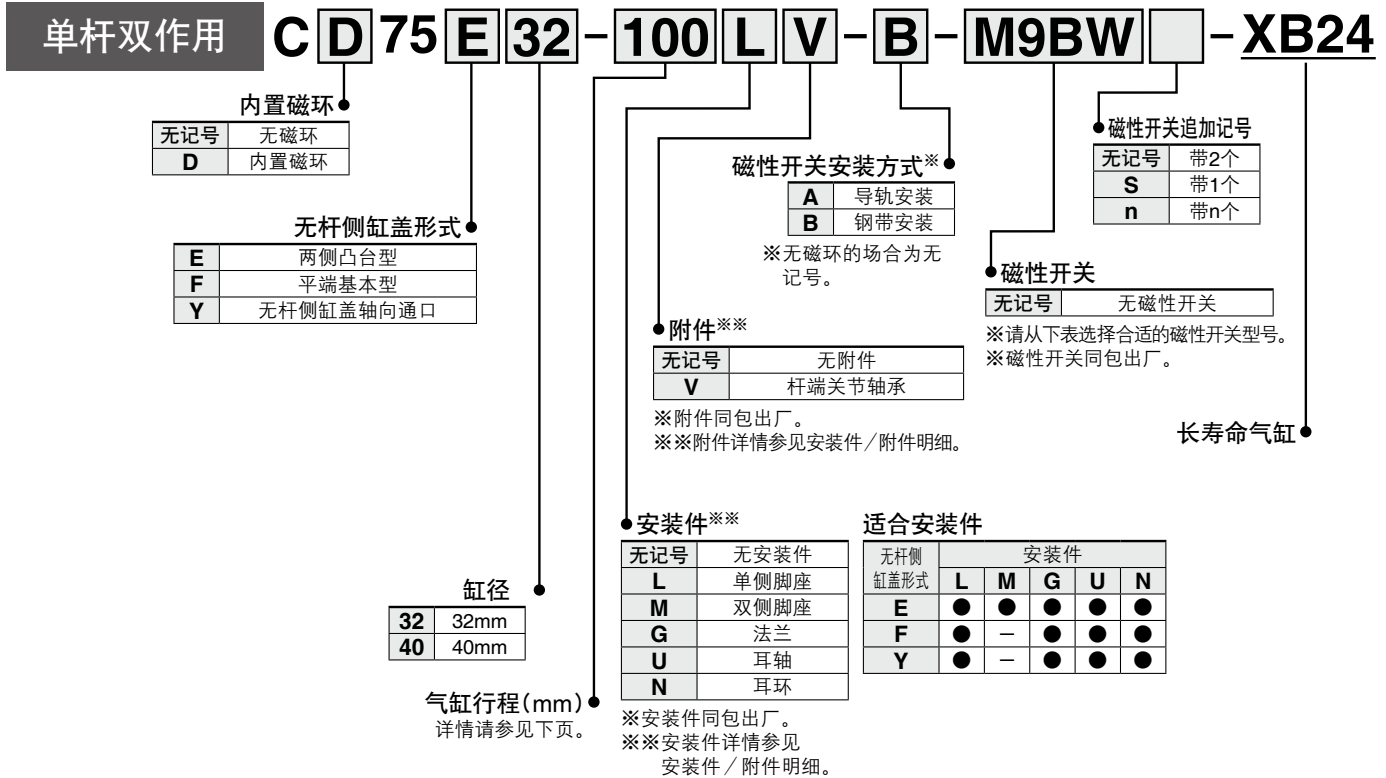 单杆双作用
CD75E32-100LV-B-M9BW-XB24
内置磁环
无记号 无磁环
D 内置磁环
无杆侧缸盖形式
E 两侧凸台型
F 平端基本型
Y 无杆侧缸盖轴向通口
缸径
32 32mm
40 40mm
气缸行程(mm)
详情请参见下页。
安装件※※
无记号 无安装件
L 单侧脚座
M 双侧脚座
G 法兰
U 耳轴
N 耳环
※安装件同包出厂。
※※安装件详情参见
安装件/附件明细。
附件※※
无记号 无附件
V 杆端关节轴承
※附件同包出厂。
※※附件详情参见安装件/附件明细。
磁性开关安装方式※
A 导轨安装
B 钢带安装
※无磁环的场合为无
记号。
磁性开关
无记号 无磁性开关
※请从下表选择合适的磁性开关型号。
※磁性开关同包出厂。
磁性开关追加记号
无记号 带2个
S 带1个
n 带n个
长寿命气缸
适合安装件
无杆侧 安装件
缸盖形式 L M G U N
E ● ● ● ● ●
F ● － ● ● ●
Y ● － ● ● ●